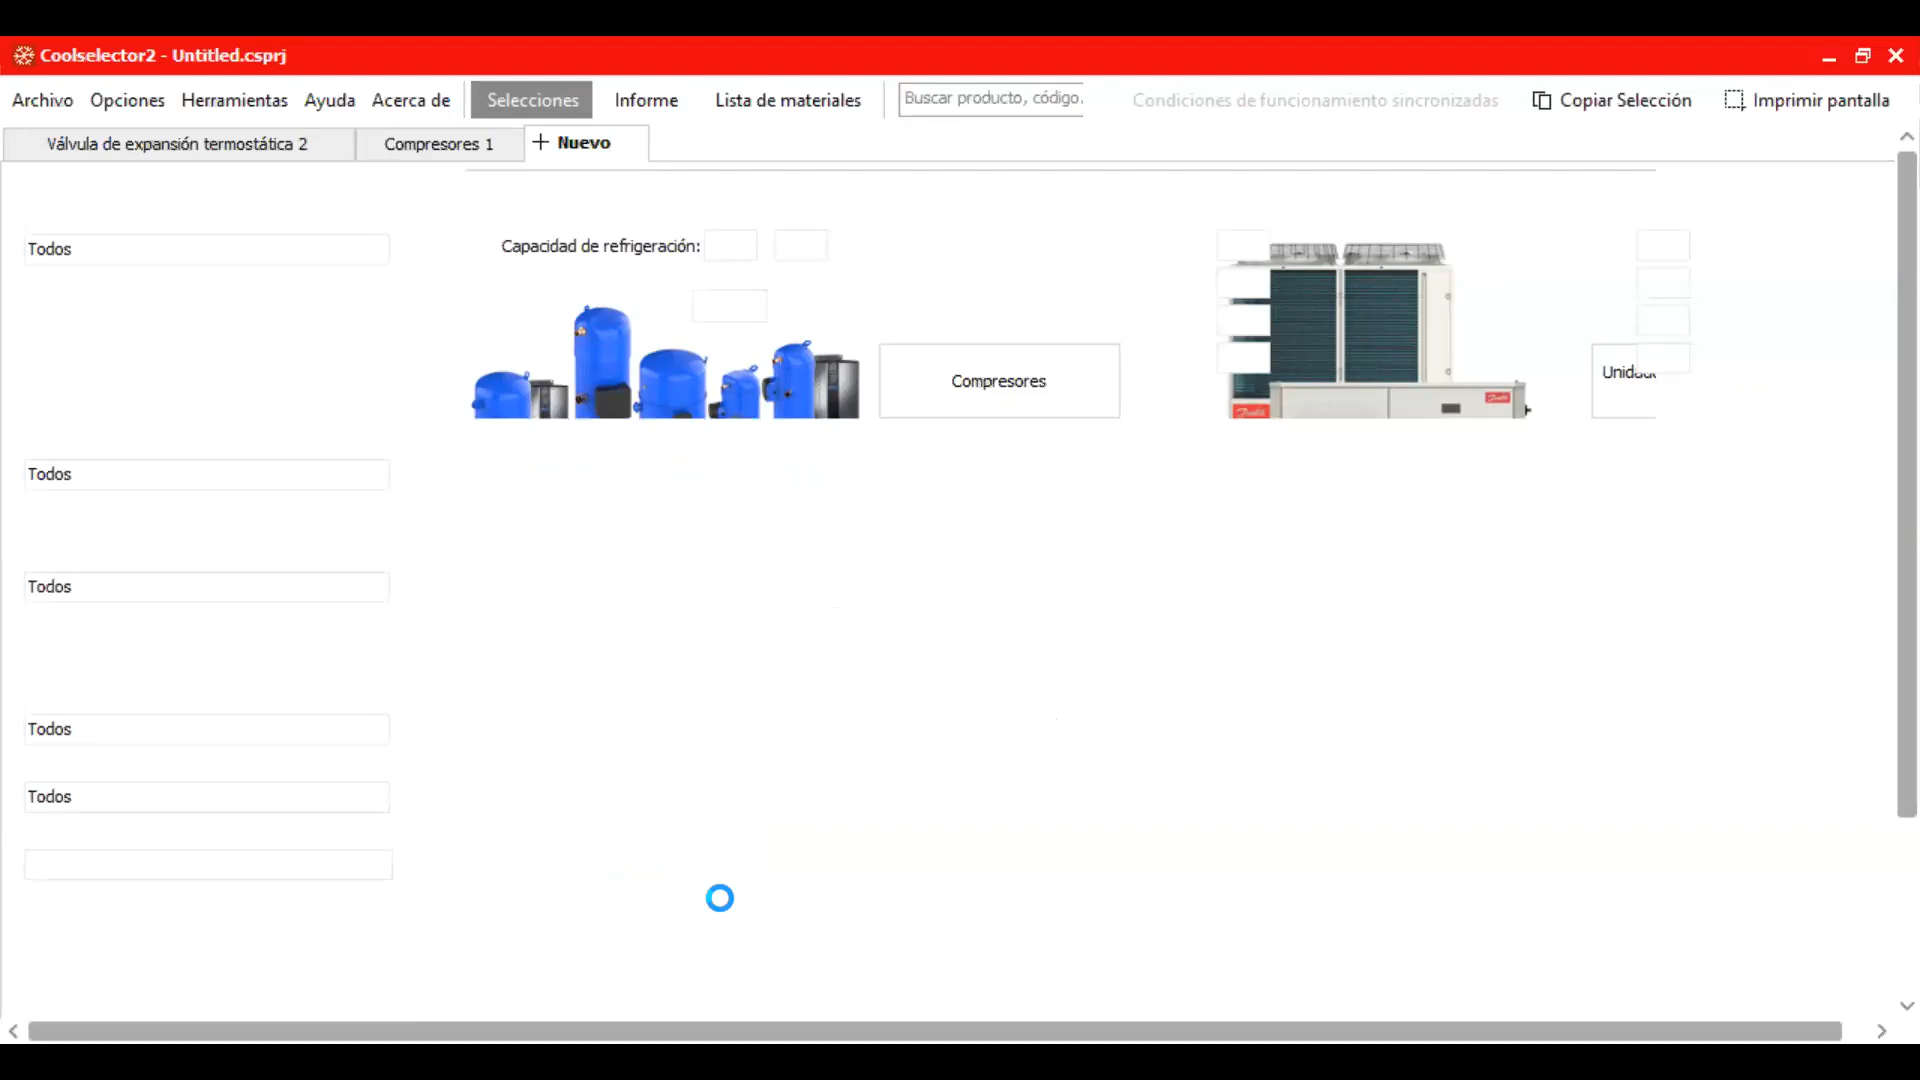 Coolselector2 - Untitled.csprj
Archivo Opciones Herramientas Ayuda Acerca de Selecciones Informe Lista de materiales Buscar producto, código. Condiciones de funcionamiento sincronizadas Copiar Selección Imprimir pantalla
Válvula de expansión termostática 2 Compresores 1 + Nuevo
Todos Capacidad de refrigeración:
Compresores
Danfoss
Danfoss
Todos
Todos
Todos
Todos